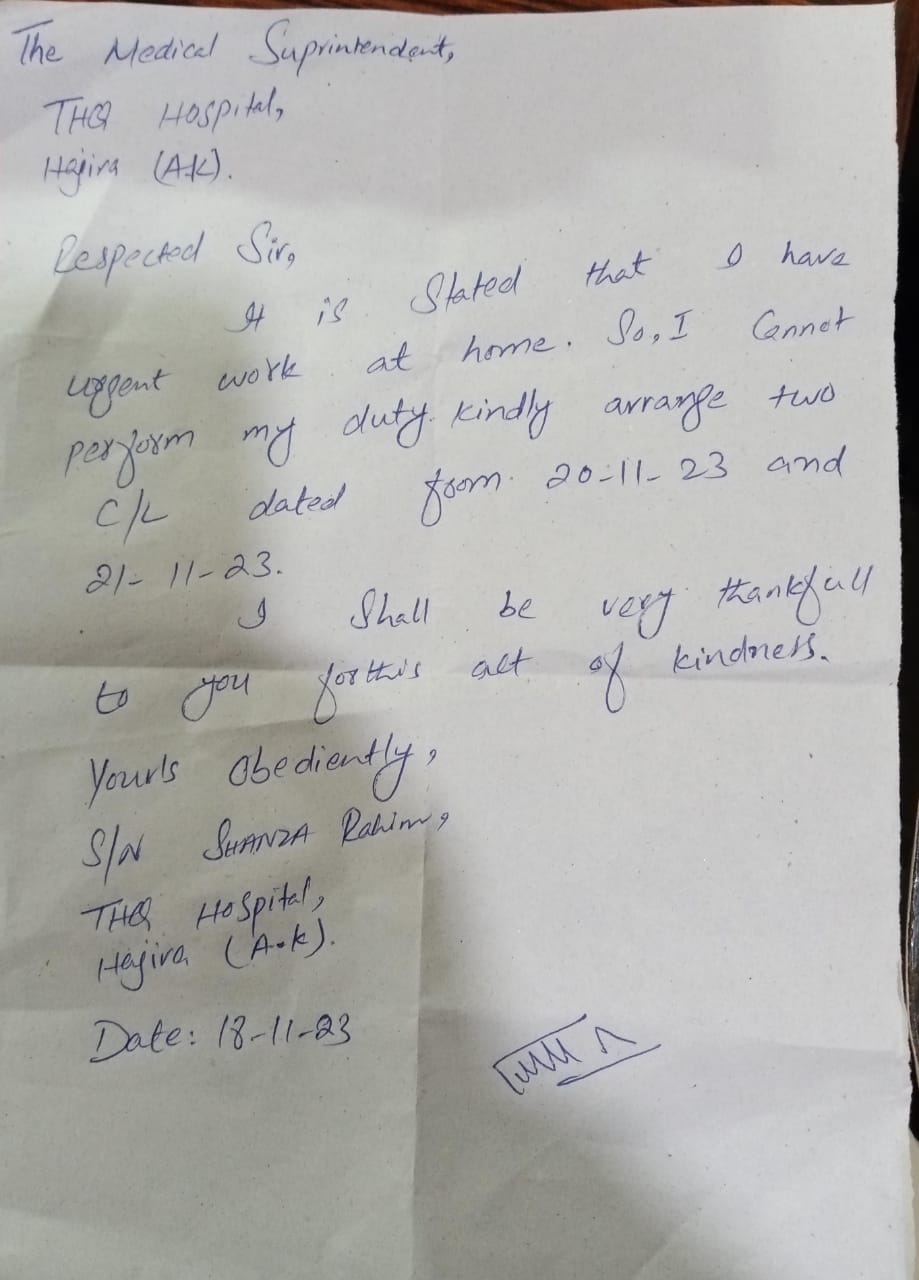 The Medical Suprintendent,
THQ Hospital,
Hajira (AK).
Respected Sir,
It is Stated that I have
urgent work at home. So, I Cannot
perform my duty. kindly arrange two
C/L dated from 20-11-23 and
21-11-23.
I Shall be very thankfull
to you for this act of kindness.
Yours Obediently,
S/N SHANZA Rahim,
THQ Hospital,
Hajira (A.k).
Date: 18-11-23